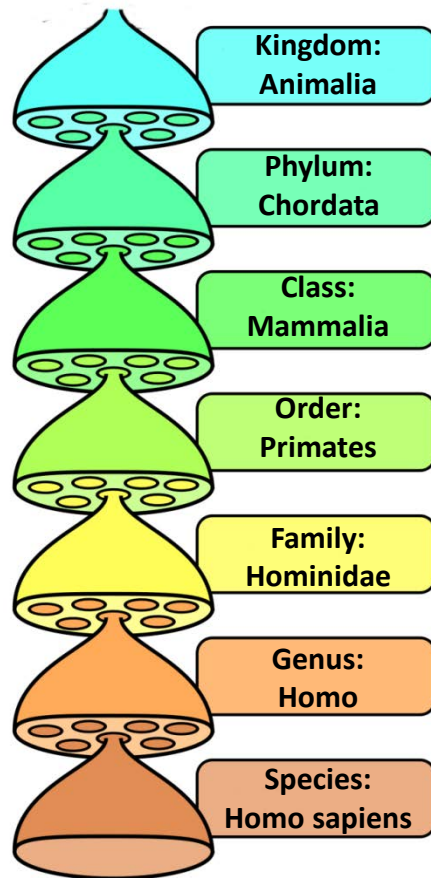 Kingdom:
Animalia
Phylum:
Chordata
Class:
Mammalia
Order:
Primates
Family:
Hominidae
Genus:
Homo
Species:
Homo sapiens